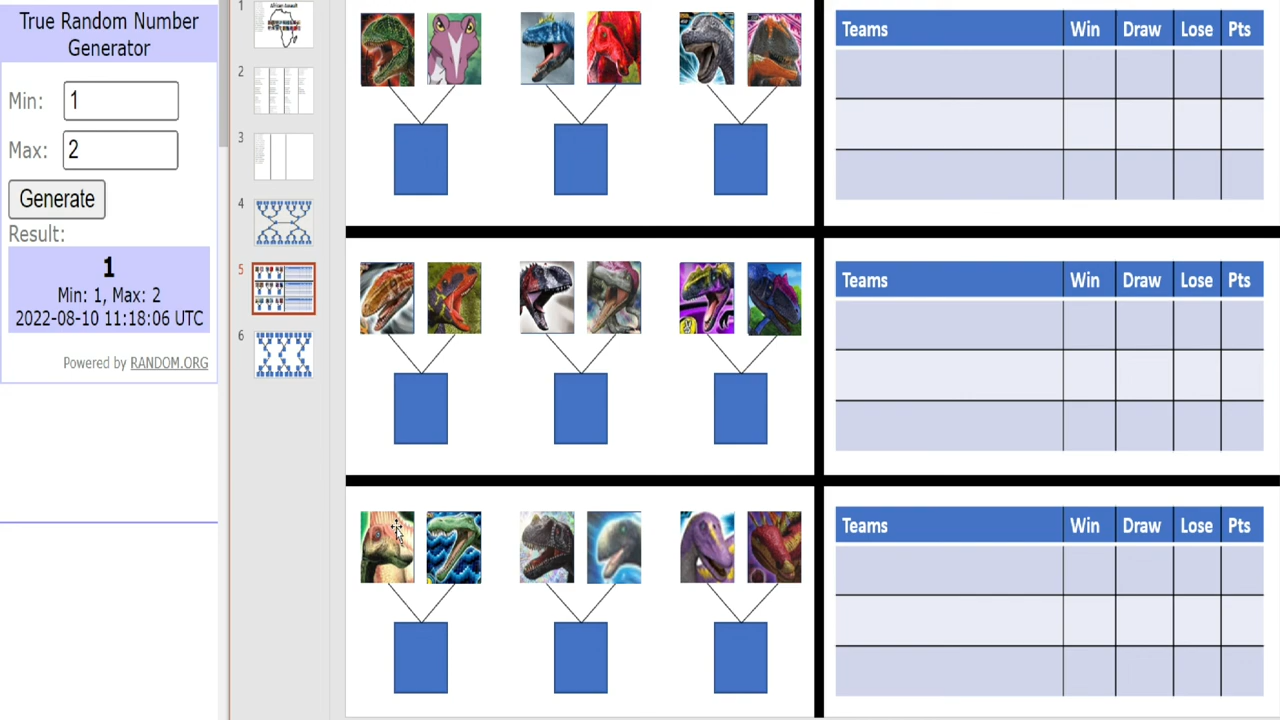 True Random Number
Generator
Min: 1
Max: 2
Generate
Result:
1
Min: 1, Max: 2
2022-08-10 11:18:06 UTC
Powered by RANDOM.ORG
1
African Assault
2
3
4
5
6
Teams Win Draw Lose Pts
Teams Win Draw Lose Pts
Teams Win Draw Lose Pts